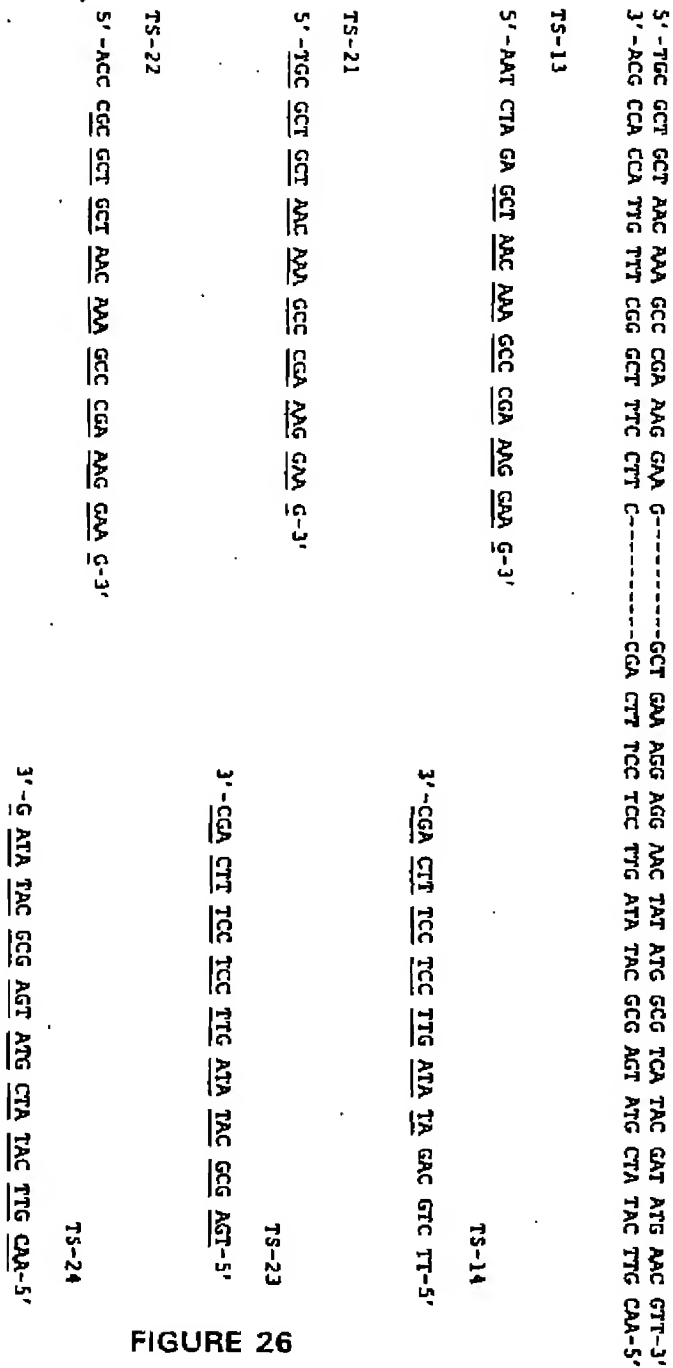 5'-TGC GCT GCT AAC AAA GCC CGA AAG GAA G----------GCT GAA AGG AGG AAC TAT ATG GCG TCA TAC GAT ATG AAC GTT-3'
3'-ACG CCA CCA TTG TTT CGG GCT TTC CTT C----------CGA CTT TCC TCC TTG ATA TAC GCG AGT ATG CTA TAC TTG CAA-5'
TS-13
5'-AAT CTA GA GCT AAC AAA GCC CGA AAG GAA G-3'
TS-14
3'-CGA CTT TCC TCC TTG ATA TA GAC GTC TT-5'
TS-21
5'-TGC GCT GCT AAC AAA GCC CGA AAG GAA G-3'
TS-23
3'-CGA CTT TCC TCC TTG ATA TAC GCG AGT-5'
TS-22
5'-ACC CGC GCT GCT AAC AAA GCC CGA AAG GAA G-3'
TS-24
3'-G ATA TAC GCG AGT ATG CTA TAC TTG CAA-5'
FIGURE 26